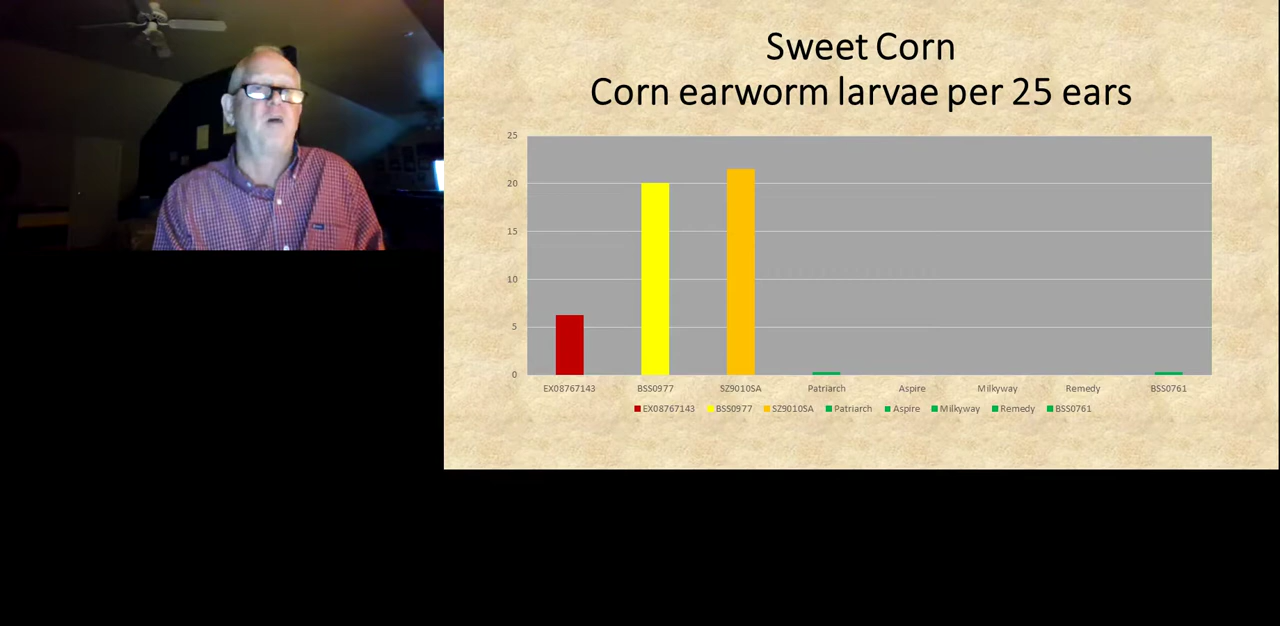 Sweet Corn
Corn earworm larvae per 25 ears
25
20
15
10
5
0
EX08767143 BSS0977 SZ9010SA Patriarch Aspire Milkyway Remedy BSS0761
EX08767143 BSS0977 SZ9010SA Patriarch Aspire Milkyway Remedy BSS0761